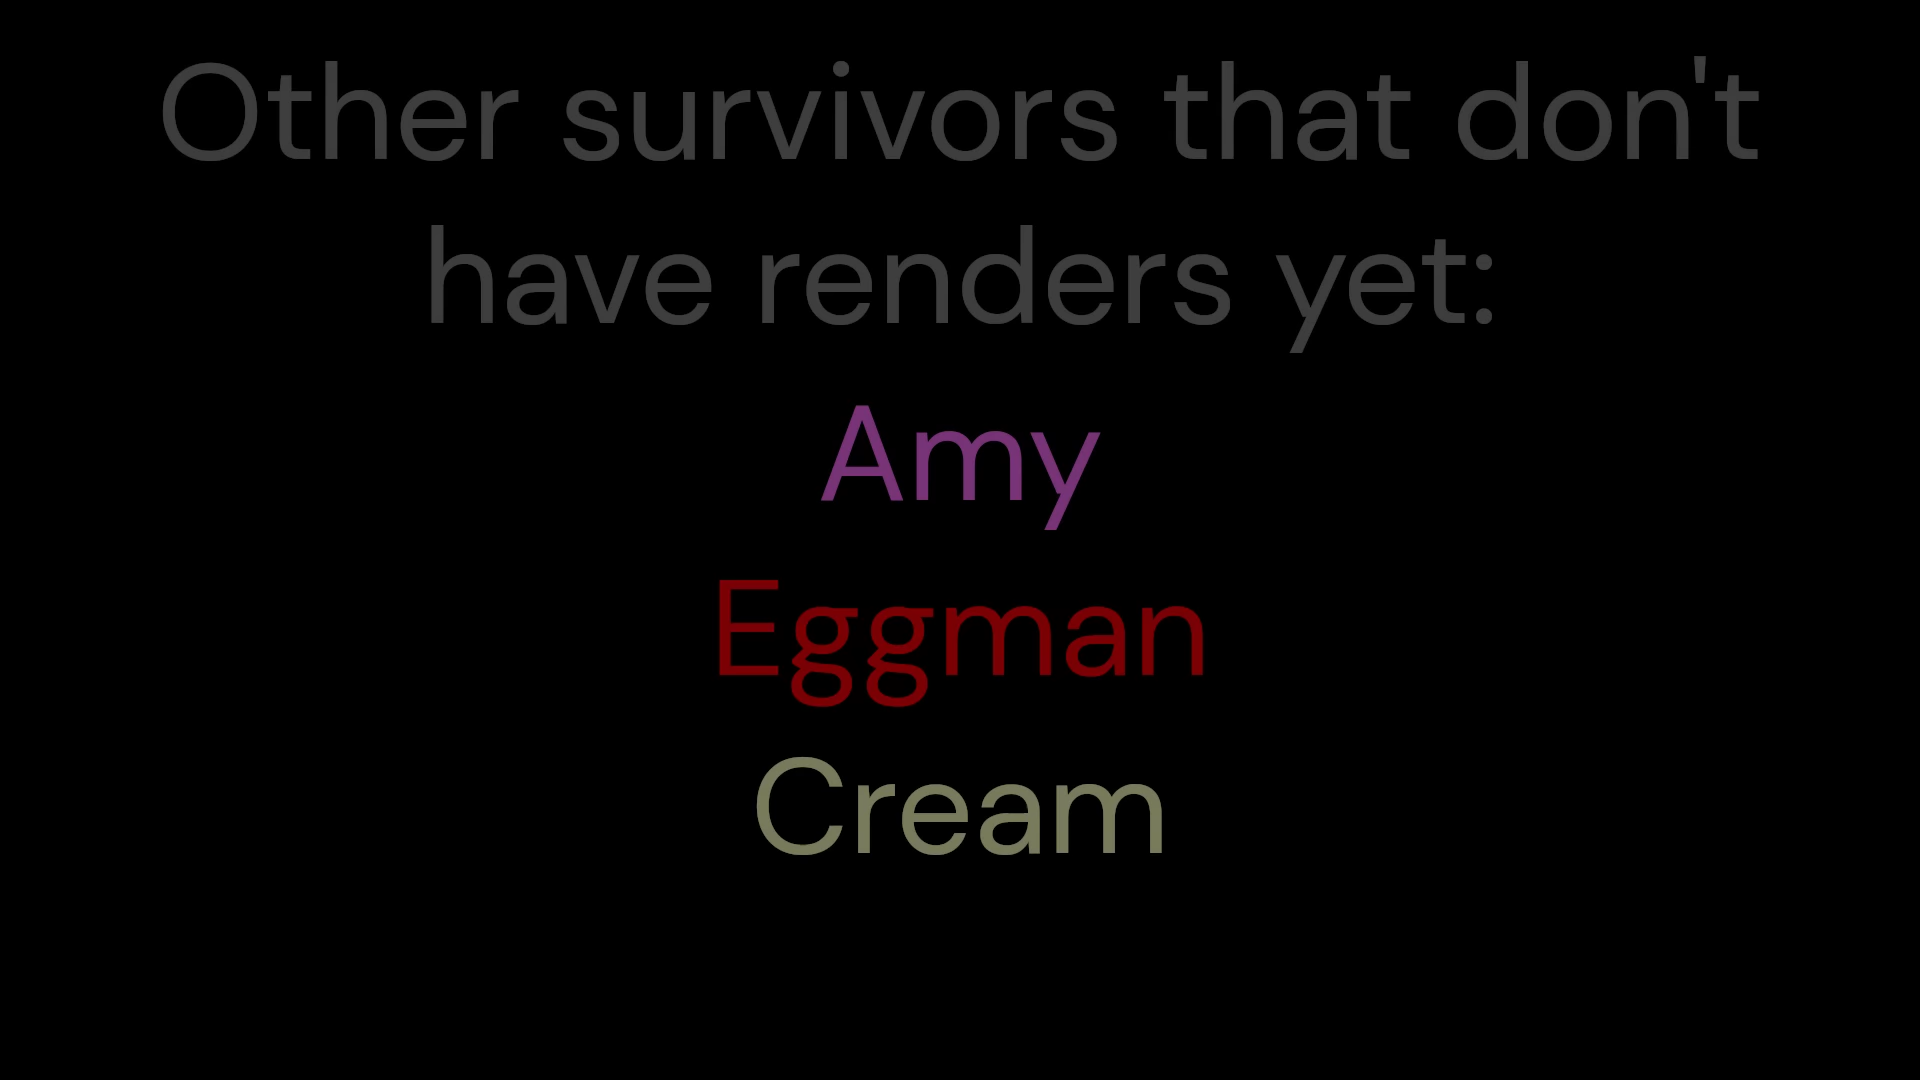 Other survivors that don't
have renders yet:
Amy
Eggman
Cream